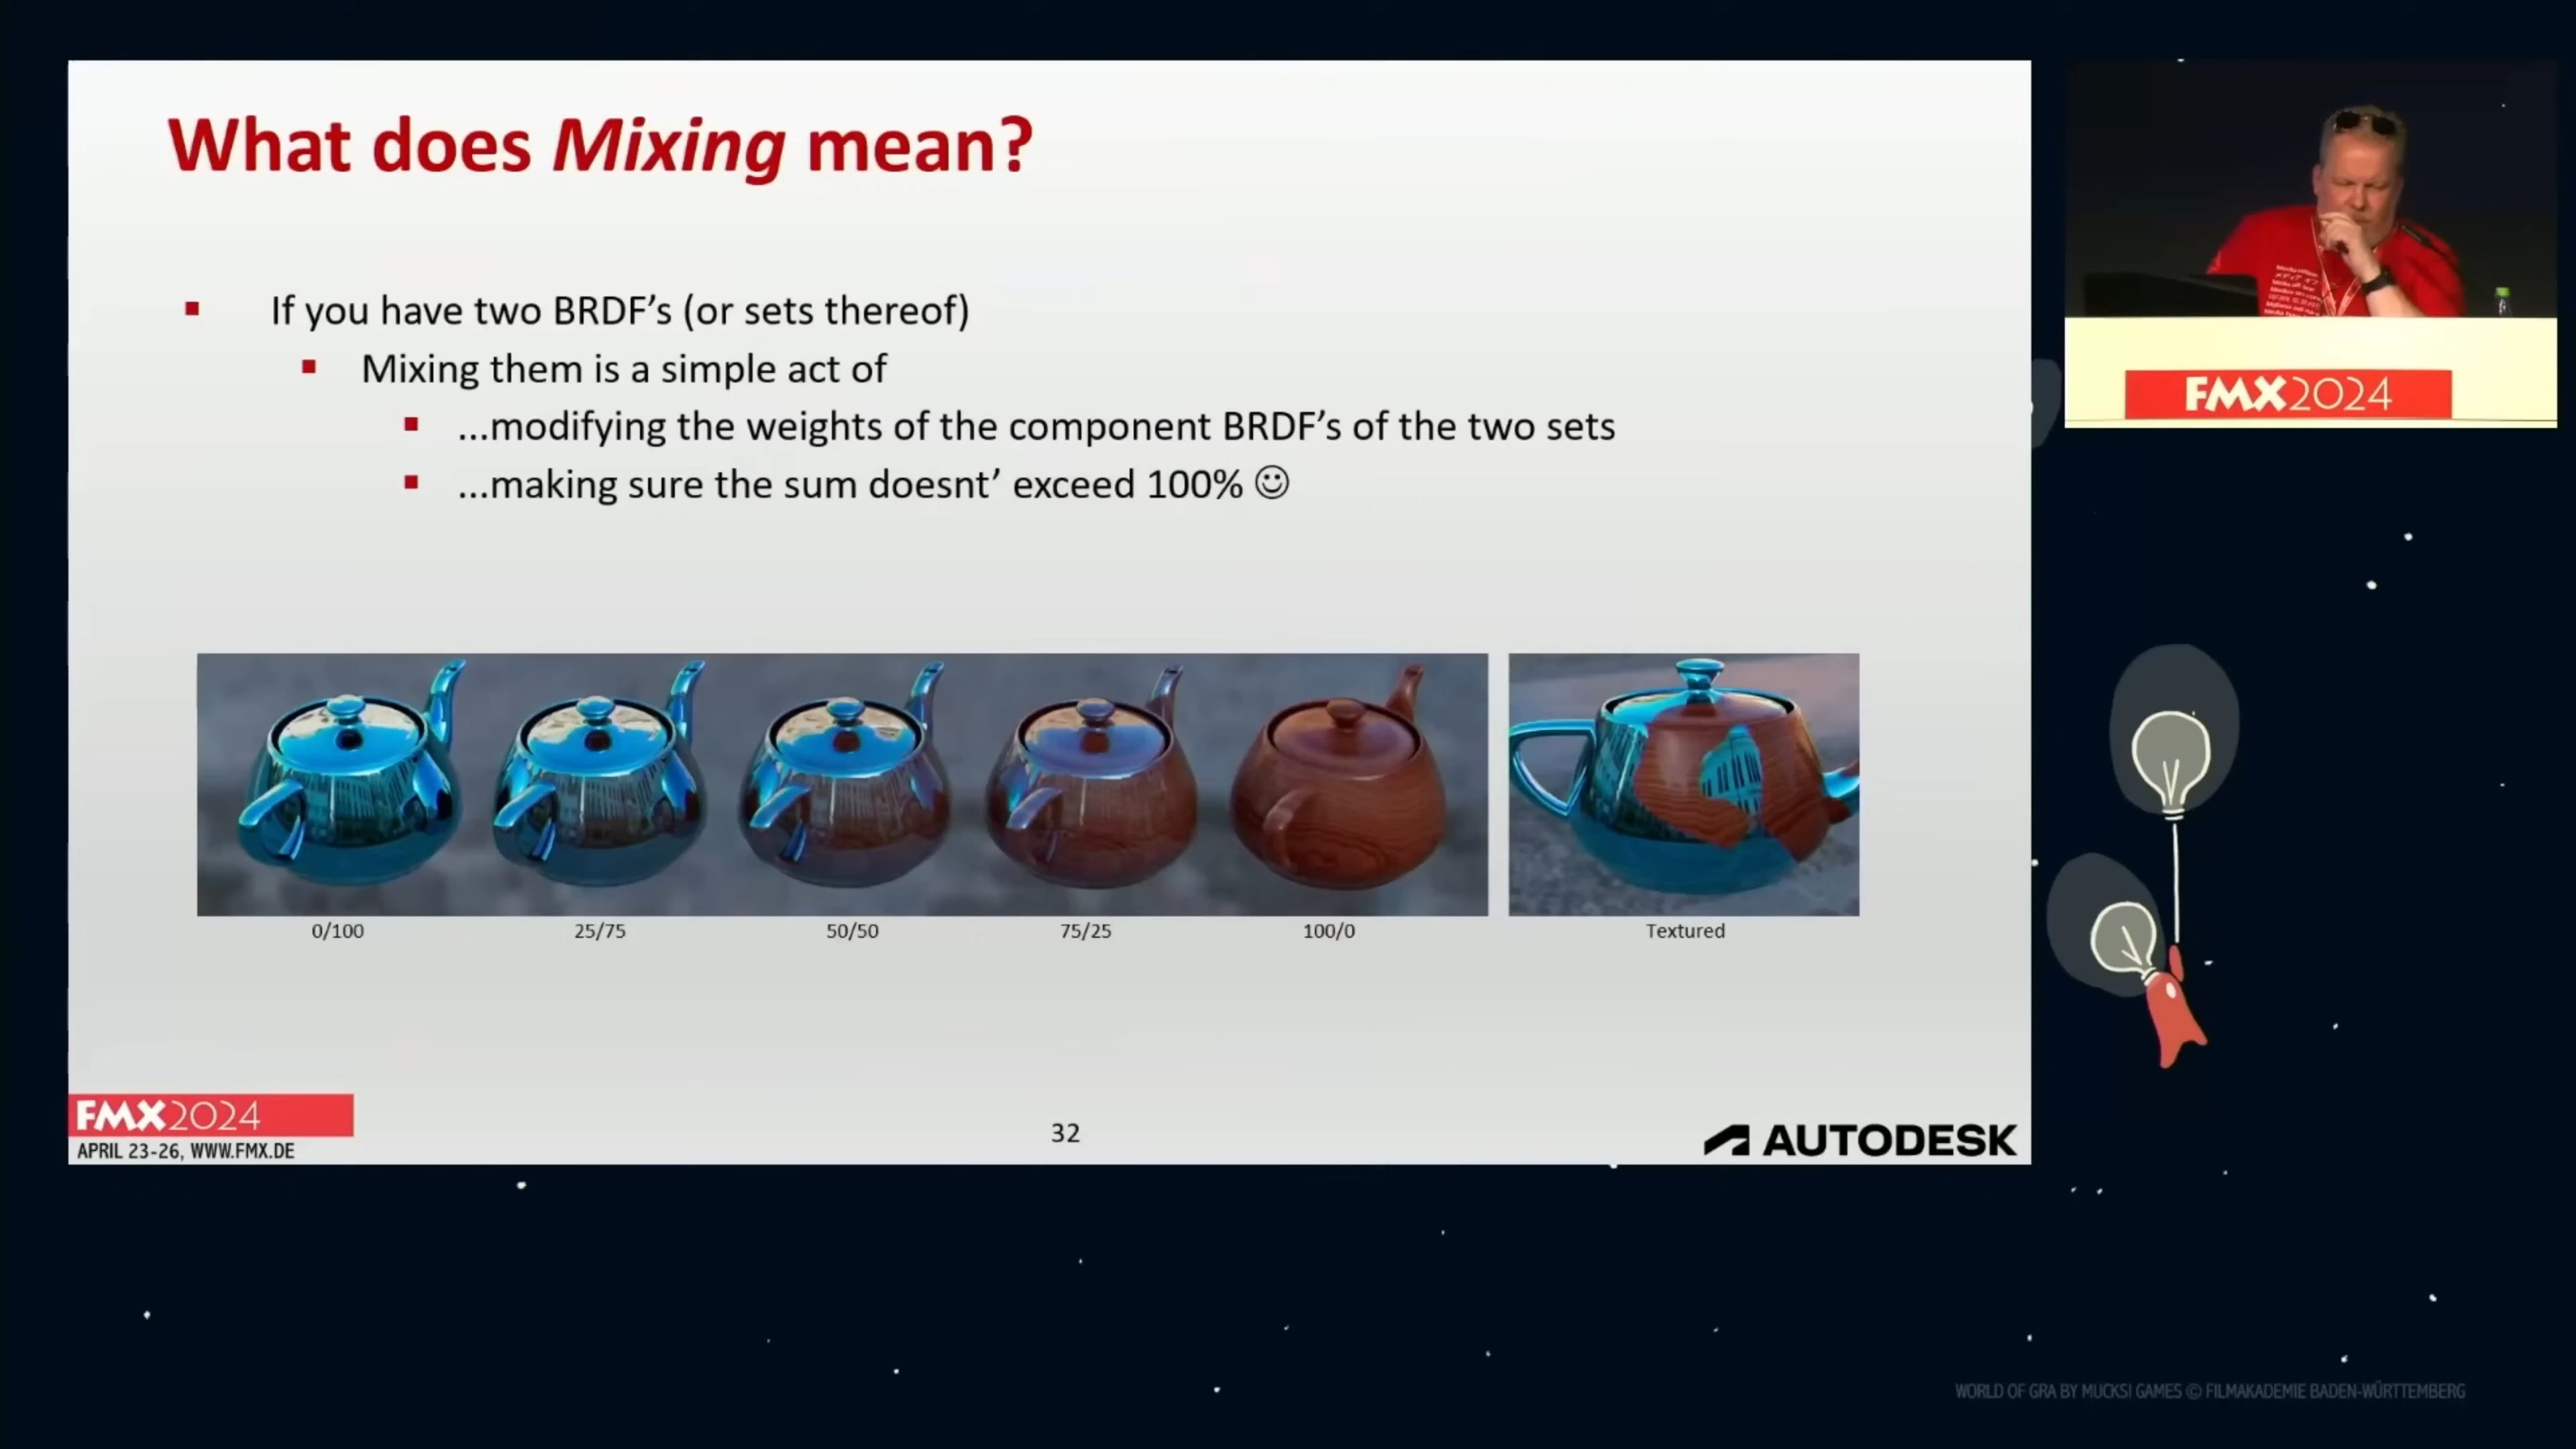 What does Mixing mean?
If you have two BRDF’s (or sets thereof)
Mixing them is a simple act of
...modifying the weights of the component BRDF’s of the two sets
...making sure the sum doesnt’ exceed 100% ☺
0/100
25/75
50/50
75/25
100/0
Textured
FMX2024
APRIL 23-26, WWW.FMX.DE
32
AUTODESK
FMX2024
WORLD OF GRA BY MUCKSI GAMES © FILMAKADEMIE BADEN-WÜRTTEMBERG